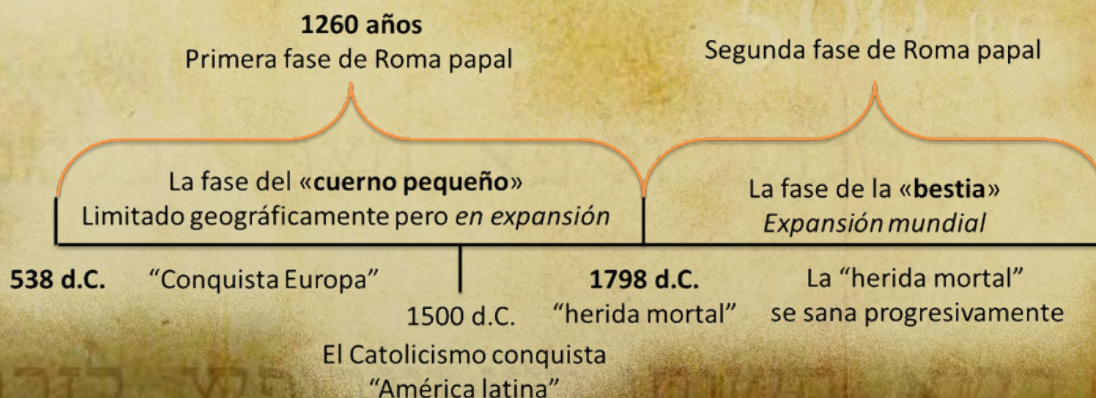 1260 años
Primera fase de Roma papal
Segunda fase de Roma papal
La fase del «cuerno pequeño»
Limitado geográficamente pero en expansión
La fase de la «bestia»
Expansión mundial
538 d.C.
“Conquista Europa”
1500 d.C.
El Catolicismo conquista
“América latina”
1798 d.C.
“herida mortal”
La “herida mortal”
se sana progresivamente